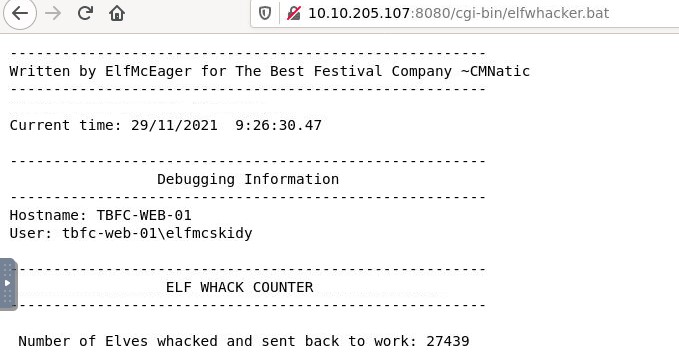 10.10.205.107:8080/cgi-bin/elfwhacker.bat
-----------------------------------------------------
Written by ElfMcEager for The Best Festival Company ~CMNatic
-----------------------------------------------------
Current time: 29/11/2021  9:26:30.47
-----------------------------------------------------
Debugging Information
-----------------------------------------------------
Hostname: TBFC-WEB-01
User: tbfc-web-01\elfmcskidy
-----------------------------------------------------
ELF WHACK COUNTER
-----------------------------------------------------
Number of Elves whacked and sent back to work: 27439